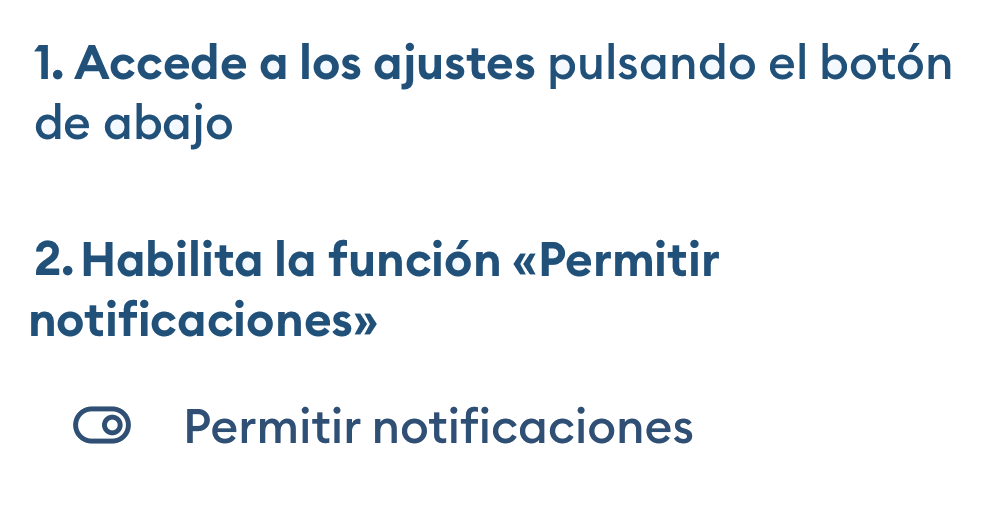 1. Accede a los ajustes pulsando el botón
de abajo
2. Habilita la función «Permitir
notificaciones»
Permitir notificaciones